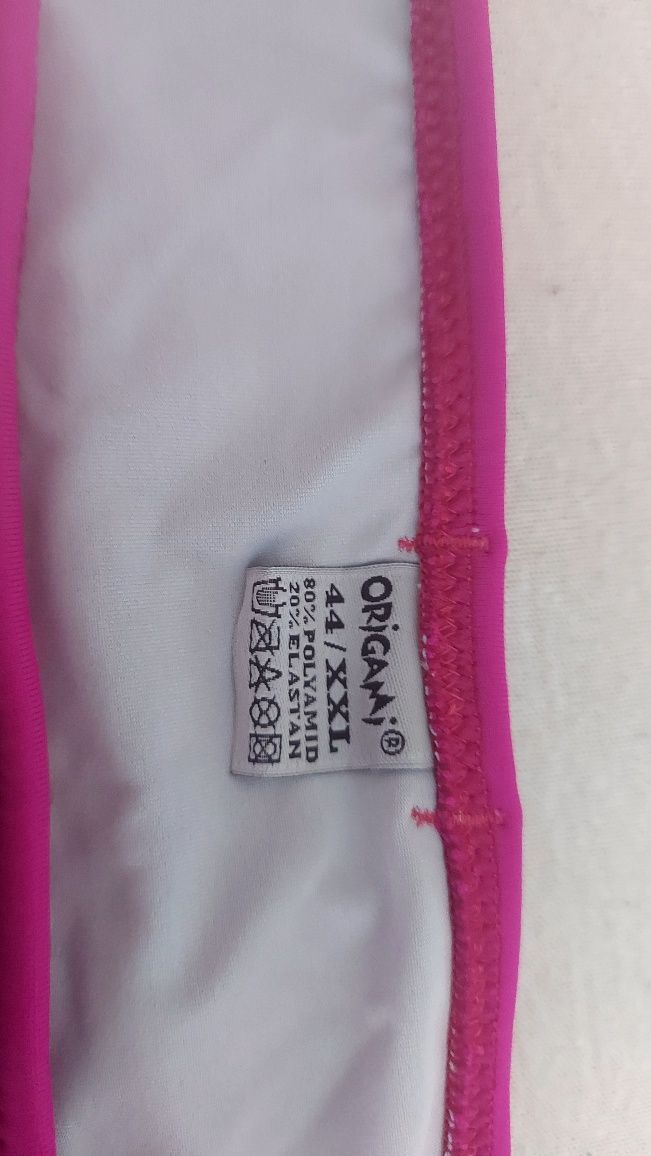 ORiGAMi®
44/XXL
80% POLYAMID
20% ELASTAN